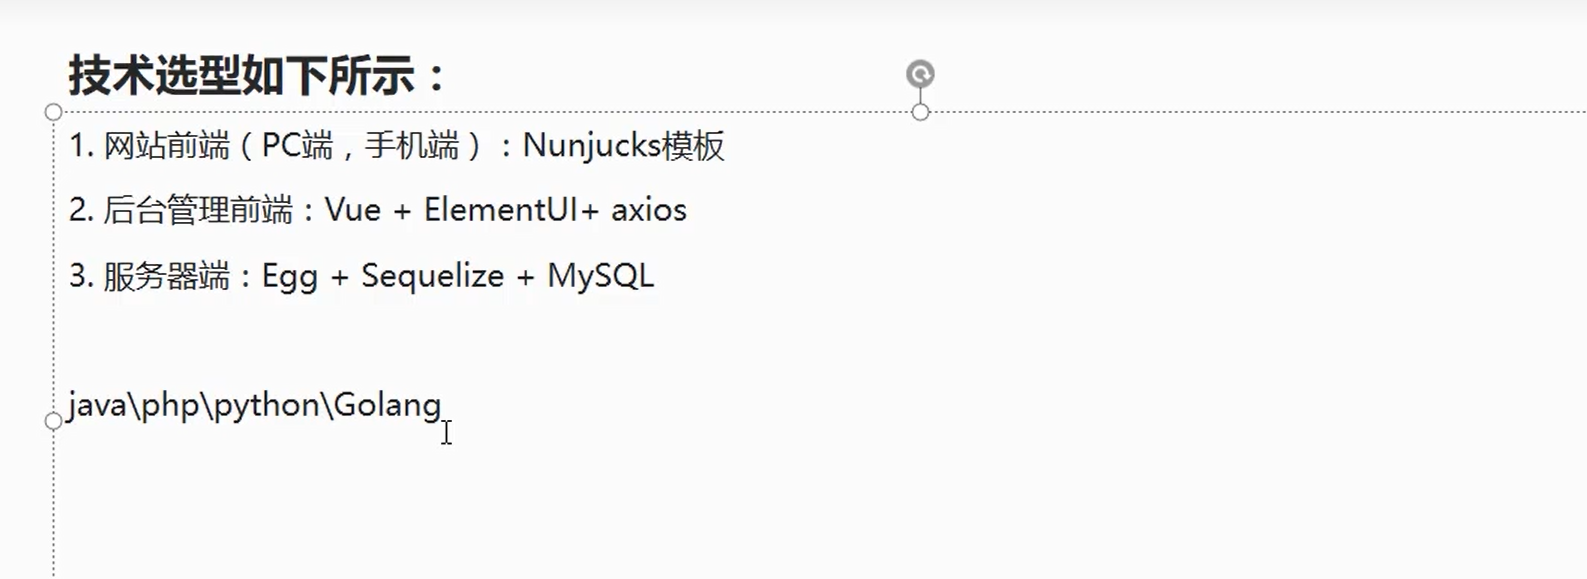 技术选型如下所示：
1. 网站前端（PC端，手机端）：Nunjucks模板
2. 后台管理前端：Vue + ElementUI+ axios
3. 服务器端：Egg + Sequelize + MySQL
java\php\python\Golang